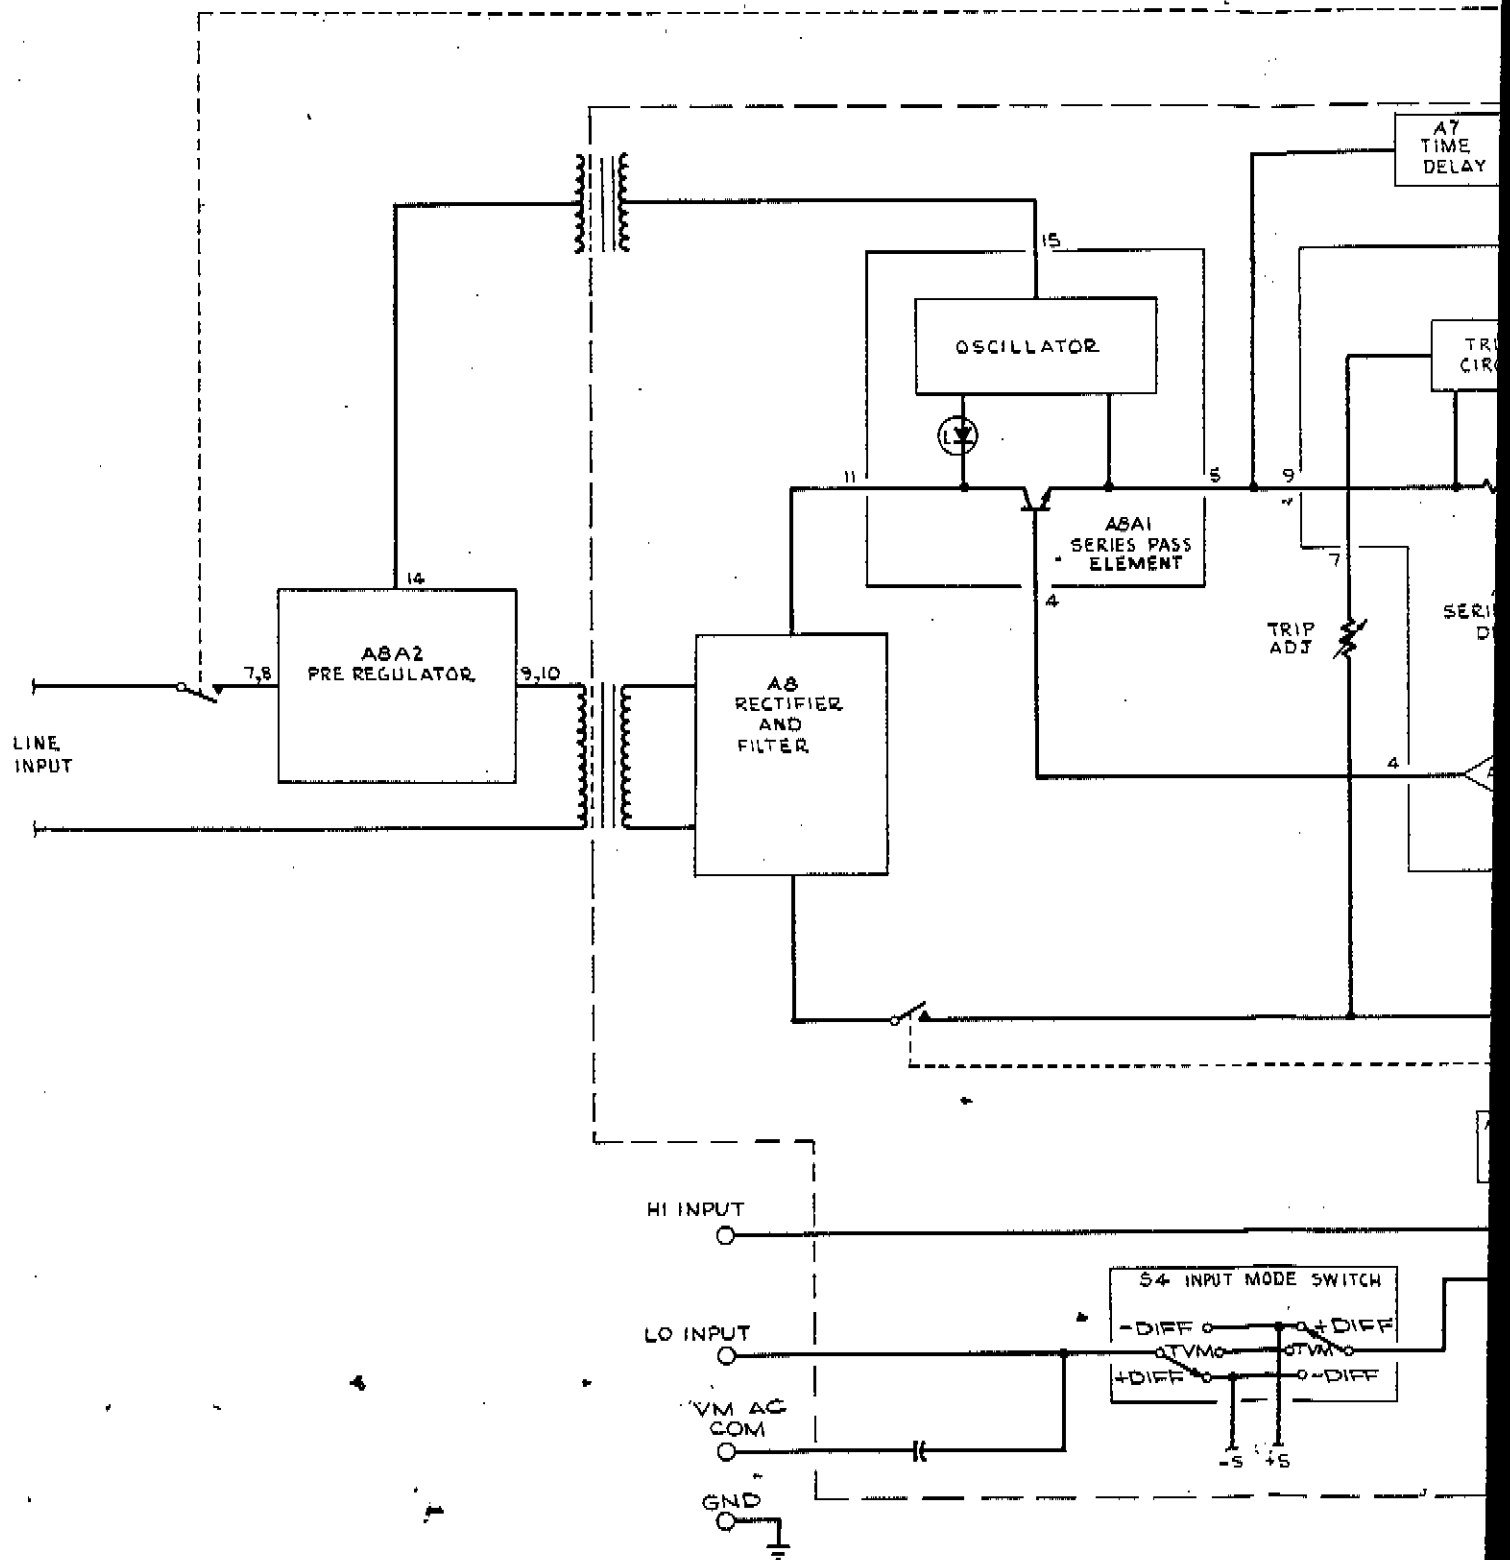 A7
TIME
DELAY
15
OSCILLATOR
L
11
5
9
A8A1
SERIES PASS
ELEMENT
7
4
14
TRIP
ADJ
A8A2
PRE REGULATOR
7,8
9,10
A8
RECTIFIER
AND
FILTER
LINE
INPUT
4
HI INPUT
S4 INPUT MODE SWITCH
LO INPUT
-DIFF
+DIFF
TVM
TVM
+DIFF
-DIFF
VM AC
COM
-S
+S
GND